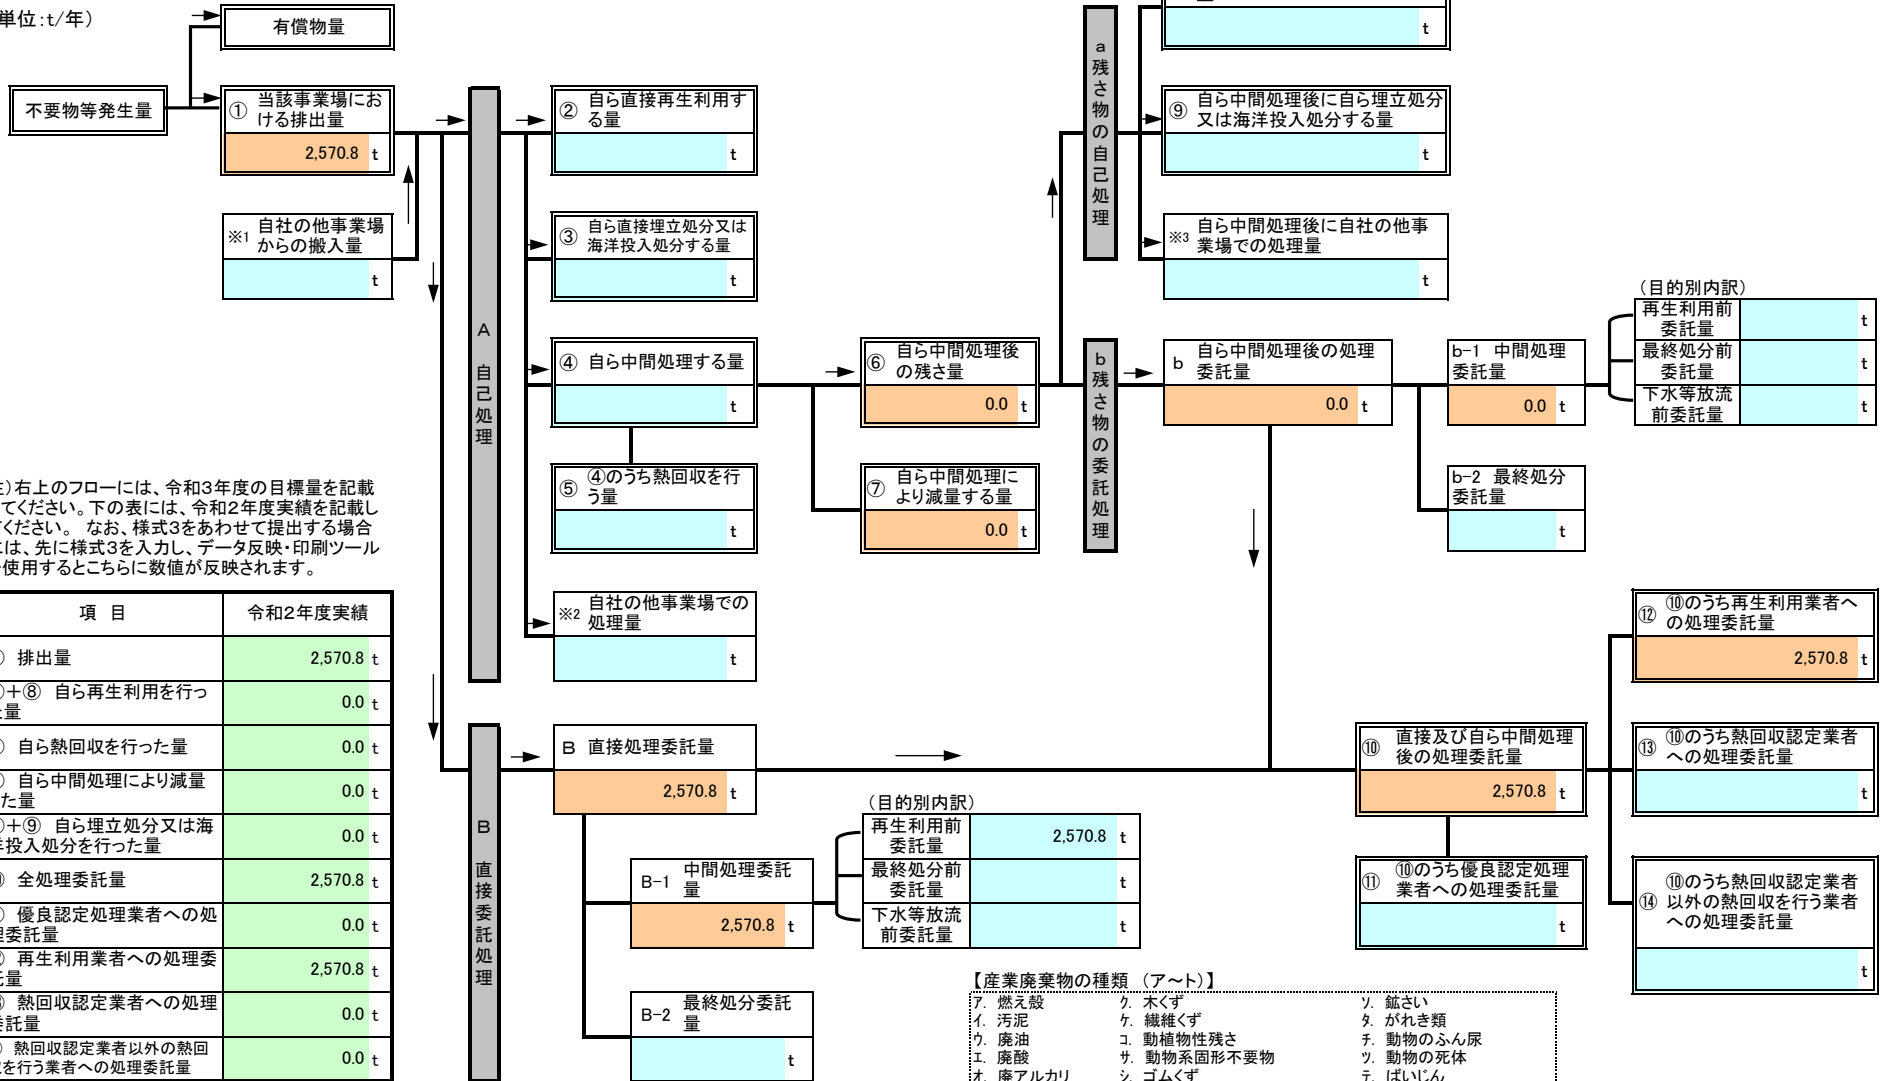 単位:t/年)
有償物量
不要物等発生量
① 当該事業場にお
ける排出量
2,570.8 t
※1 自社の他事業場
からの搬入量
t
A 自己処理
② 自ら直接再生利用す
る量
t
③ 自ら直接埋立処分又は
海洋投入処分する量
t
④ 自ら中間処理する量
t
⑤ ④のうち熱回収を行
う量
t
※2 自社の他事業場での
処理量
t
⑥ 自ら中間処理後
の残さ量
0.0 t
⑦ 自ら中間処理に
より減量する量
0.0 t
a 残さ物の自己処理
t
⑨ 自ら中間処理後に自ら埋立処分
又は海洋投入処分する量
t
※3 自ら中間処理後に自社の他事
業場での処理量
t
b 残さ物の委託処理
b 自ら中間処理後の処理
委託量
0.0 t
b-1 中間処理
委託量
0.0 t
b-2 最終処分
委託量
t
(目的別内訳)
再生利用前
委託量
t
最終処分前
委託量
t
下水等放流
前委託量
t
)右上のフローには、令和3年度の目標量を記載
てください。下の表には、令和2年度実績を記載し
ください。 なお、様式3をあわせて提出する場合
は、先に様式3を入力し、データ反映・印刷ツール
使用するとこちらに数値が反映されます。
項 目 令和2年度実績
) 排出量 2,570.8 t
)+⑧ 自ら再生利用を行っ
量
0.0 t
) 自ら熱回収を行った量 0.0 t
) 自ら中間処理により減量
た量
0.0 t
)+⑨ 自ら埋立処分又は海
投入処分を行った量
0.0 t
) 全処理委託量 2,570.8 t
) 優良認定処理業者への処
委託量
0.0 t
) 再生利用業者への処理委
量
2,570.8 t
) 熱回収認定業者への処理
託量
0.0 t
) 熱回収認定業者以外の熱回
を行う業者への処理委託量
0.0 t
B 直接委託処理
B 直接処理委託量
2,570.8 t
B-1 中間処理委託
量
2,570.8 t
B-2 最終処分委託
量
t
(目的別内訳)
再生利用前
委託量
2,570.8 t
最終処分前
委託量
t
下水等放流
前委託量
t
⑩ 直接及び自ら中間処理
後の処理委託量
2,570.8 t
⑪ ⑩のうち優良認定処理
業者への処理委託量
t
⑫ ⑩のうち再生利用業者へ
の処理委託量
2,570.8 t
⑬ ⑩のうち熱回収認定業者
への処理委託量
t
⑭ ⑩のうち熱回収認定業者
以外の熱回収を行う業者
への処理委託量
t
【産業廃棄物の種類 (ア~ト)】
ア. 燃え殻 ク. 木くず ソ. 鉱さい
イ. 汚泥 ケ. 繊維くず タ. がれき類
ウ. 廃油 コ. 動植物性残さ チ. 動物のふん尿
エ. 廃酸 サ. 動物系固形不要物 ツ. 動物の死体
オ. 廃アルカリ シ. ゴムくず テ. ばいじん